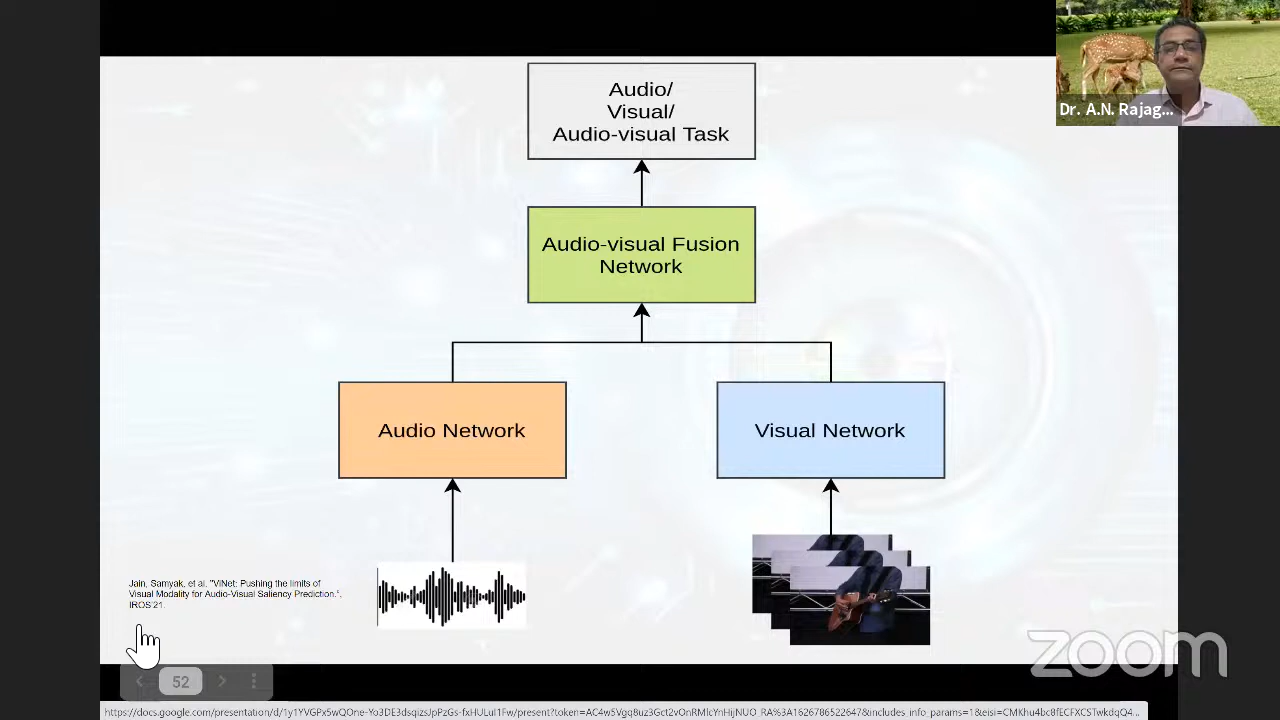 Audio/
Visual/
Audio-visual Task
Dr. A.N. Rajag...
Audio-visual Fusion
Network
Audio Network
Visual Network
Jain, Samyak, et al. "ViNet: Pushing the limits of
Visual Modality for Audio-Visual Saliency Prediction.".
IROS'21.
zoom
52